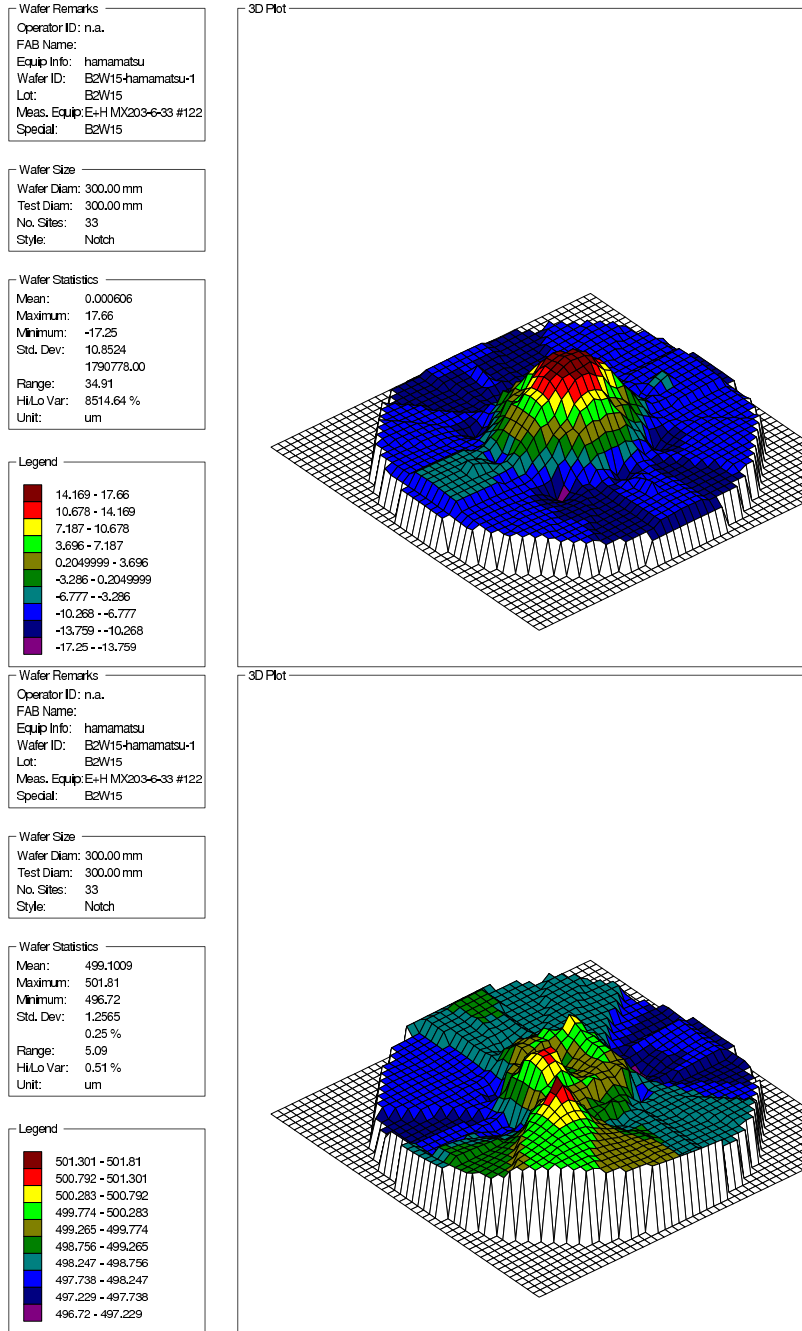 Wafer Remarks
Operator ID: n.a.
FAB Name:
Equip Info: hamamatsu
Wafer ID: B2W15-hamamatsu-1
Lot: B2W15
Meas. Equip: E+H MX203-6-33 #122
Special: B2W15
Wafer Size
Wafer Diam: 300.00 mm
Test Diam: 300.00 mm
No. Sites: 33
Style: Notch
Wafer Statistics
Mean: 0.000606
Maximum: 17.66
Minimum: -17.25
Std. Dev: 10.8524
1790778.00
Range: 34.91
Hi/Lo Var: 8514.64 %
Unit: um
Legend
14.169 - 17.66
10.678 - 14.169
7.187 - 10.678
3.696 - 7.187
0.2049999 - 3.696
-3.286 - 0.2049999
-6.777 - -3.286
-10.268 - -6.777
-13.759 - -10.268
-17.25 - -13.759
3D Plot
Wafer Remarks
Operator ID: n.a.
FAB Name:
Equip Info: hamamatsu
Wafer ID: B2W15-hamamatsu-1
Lot: B2W15
Meas. Equip: E+H MX203-6-33 #122
Special: B2W15
Wafer Size
Wafer Diam: 300.00 mm
Test Diam: 300.00 mm
No. Sites: 33
Style: Notch
Wafer Statistics
Mean: 499.1009
Maximum: 501.81
Minimum: 496.72
Std. Dev: 1.2565
0.25 %
Range: 5.09
Hi/Lo Var: 0.51 %
Unit: um
Legend
501.301 - 501.81
500.792 - 501.301
500.283 - 500.792
499.774 - 500.283
499.265 - 499.774
498.756 - 499.265
498.247 - 498.756
497.738 - 498.247
497.229 - 497.738
496.72 - 497.229
3D Plot